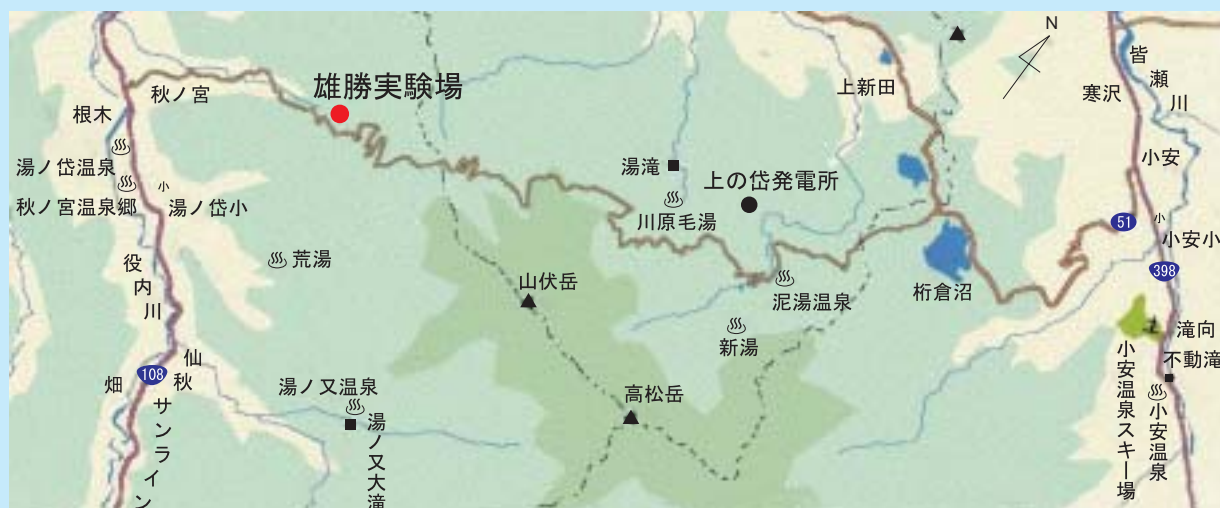 N
雄勝実験場
秋ノ宮
根木
湯ノ岱温泉
秋ノ宮温泉郷
小
湯ノ岱小
荒湯
役内川
108
畑
仙秋サンライン
湯ノ又温泉
湯ノ又大滝
山伏岳
高松岳
湯滝
川原毛湯
上の岱発電所
新湯
泥湯温泉
上新田
桁倉沼
皆瀬川
寒沢
小安
51
小
小安小
398
滝向
不動滝
小安温泉スキー場
小安温泉